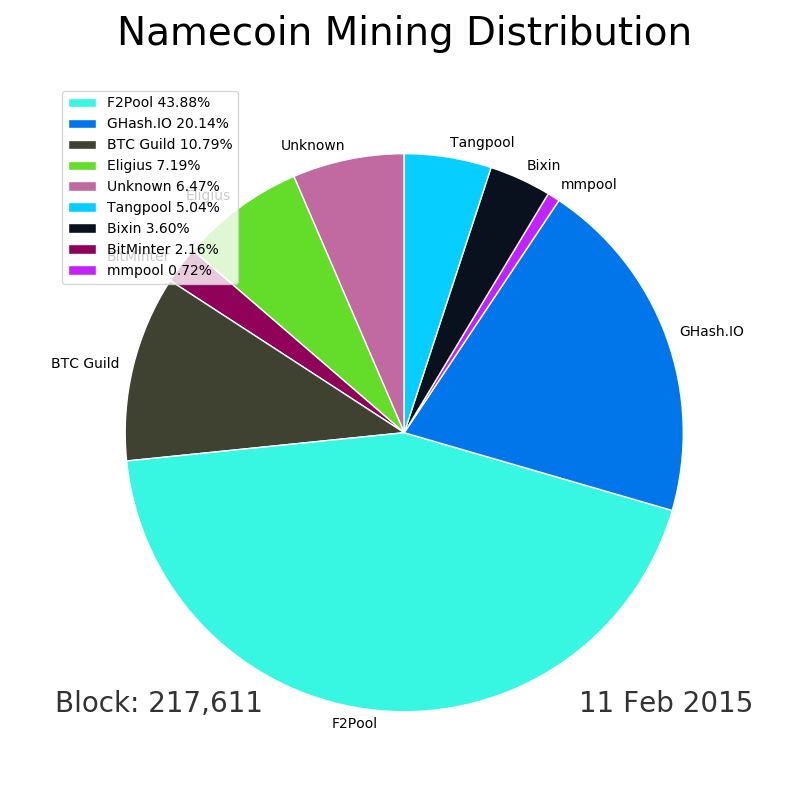 Namecoin Mining Distribution
F2Pool 43.88%
GHash.IO 20.14%
BTC Guild 10.79%
Eligius 7.19%
Unknown 6.47%
Tangpool 5.04%
Bixin 3.60%
BitMinter 2.16%
mmpool 0.72%
Unknown
Tangpool
Bixin
mmpool
Eligius
BitMinter
GHash.IO
BTC Guild
F2Pool
Block: 217,611
11 Feb 2015